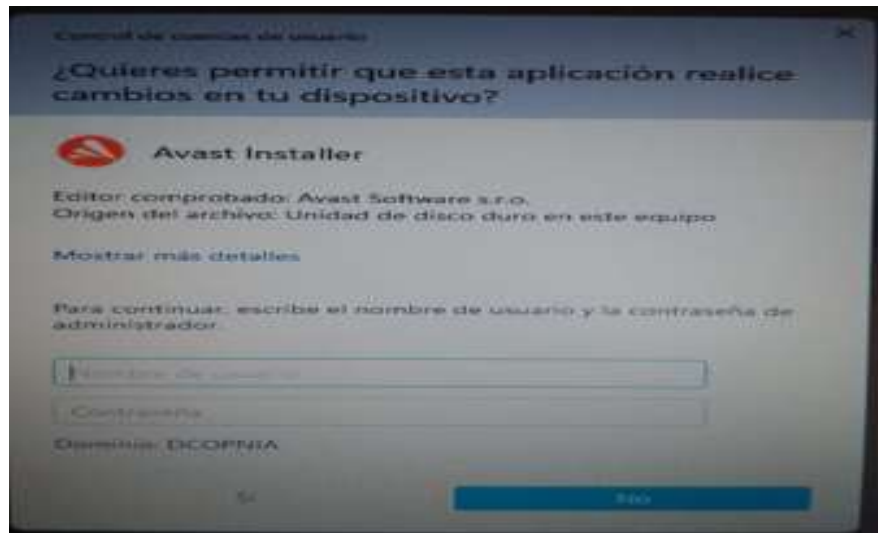 Control de cuentas de usuario
¿Quieres permitir que esta aplicación realice
cambios en tu dispositivo?
Avast Installer
Editor comprobado: Avast Software s.r.o.
Origen del archivo: Unidad de disco duro en este equipo
Mostrar más detalles
Para continuar, escribe el nombre de usuario y la contraseña de
administrador.
Nombre de usuario
Contraseña
Dominio: DCOPNIA
Sí
No